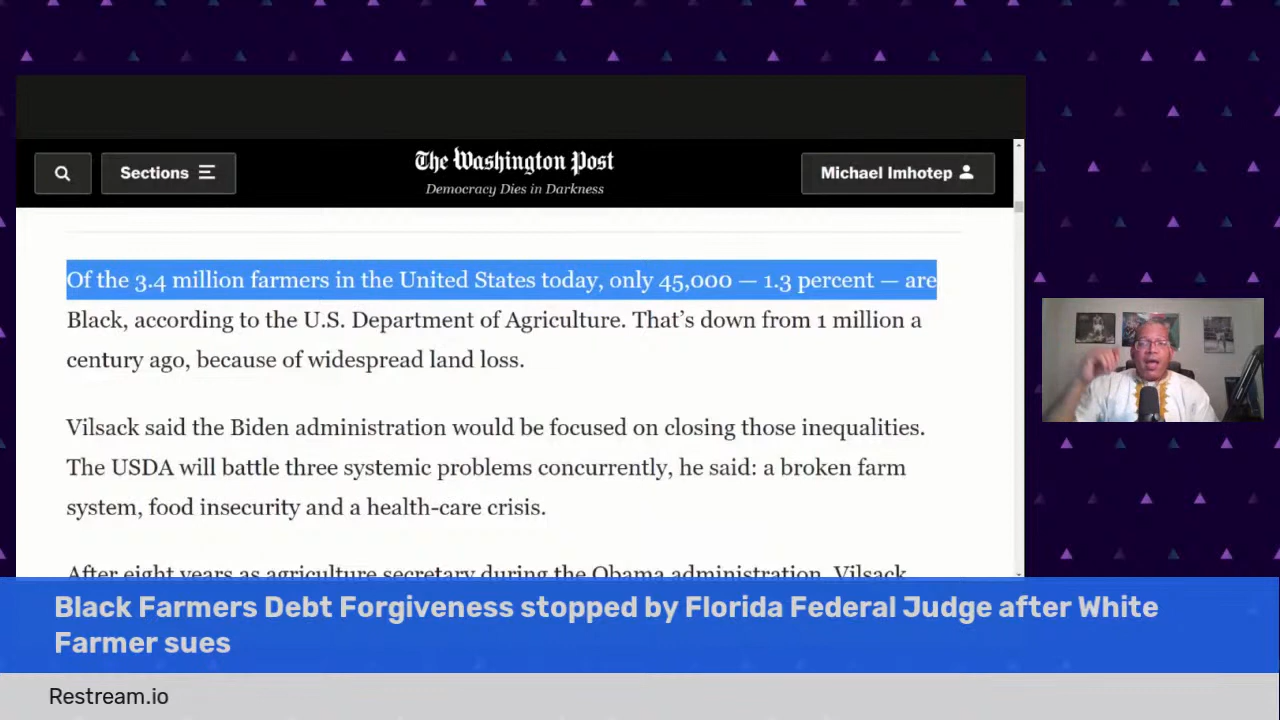 Sections
The Washington Post
Democracy Dies in Darkness
Michael Imhotep
Of the 3.4 million farmers in the United States today, only 45,000 — 1.3 percent — are
Black, according to the U.S. Department of Agriculture. That's down from 1 million a
century ago, because of widespread land loss.
Vilsack said the Biden administration would be focused on closing those inequalities.
The USDA will battle three systemic problems concurrently, he said: a broken farm
system, food insecurity and a health-care crisis.
After eight years as agriculture secretary during the Obama administration, Vilsack
Black Farmers Debt Forgiveness stopped by Florida Federal Judge after White
Farmer sues
Restream.io